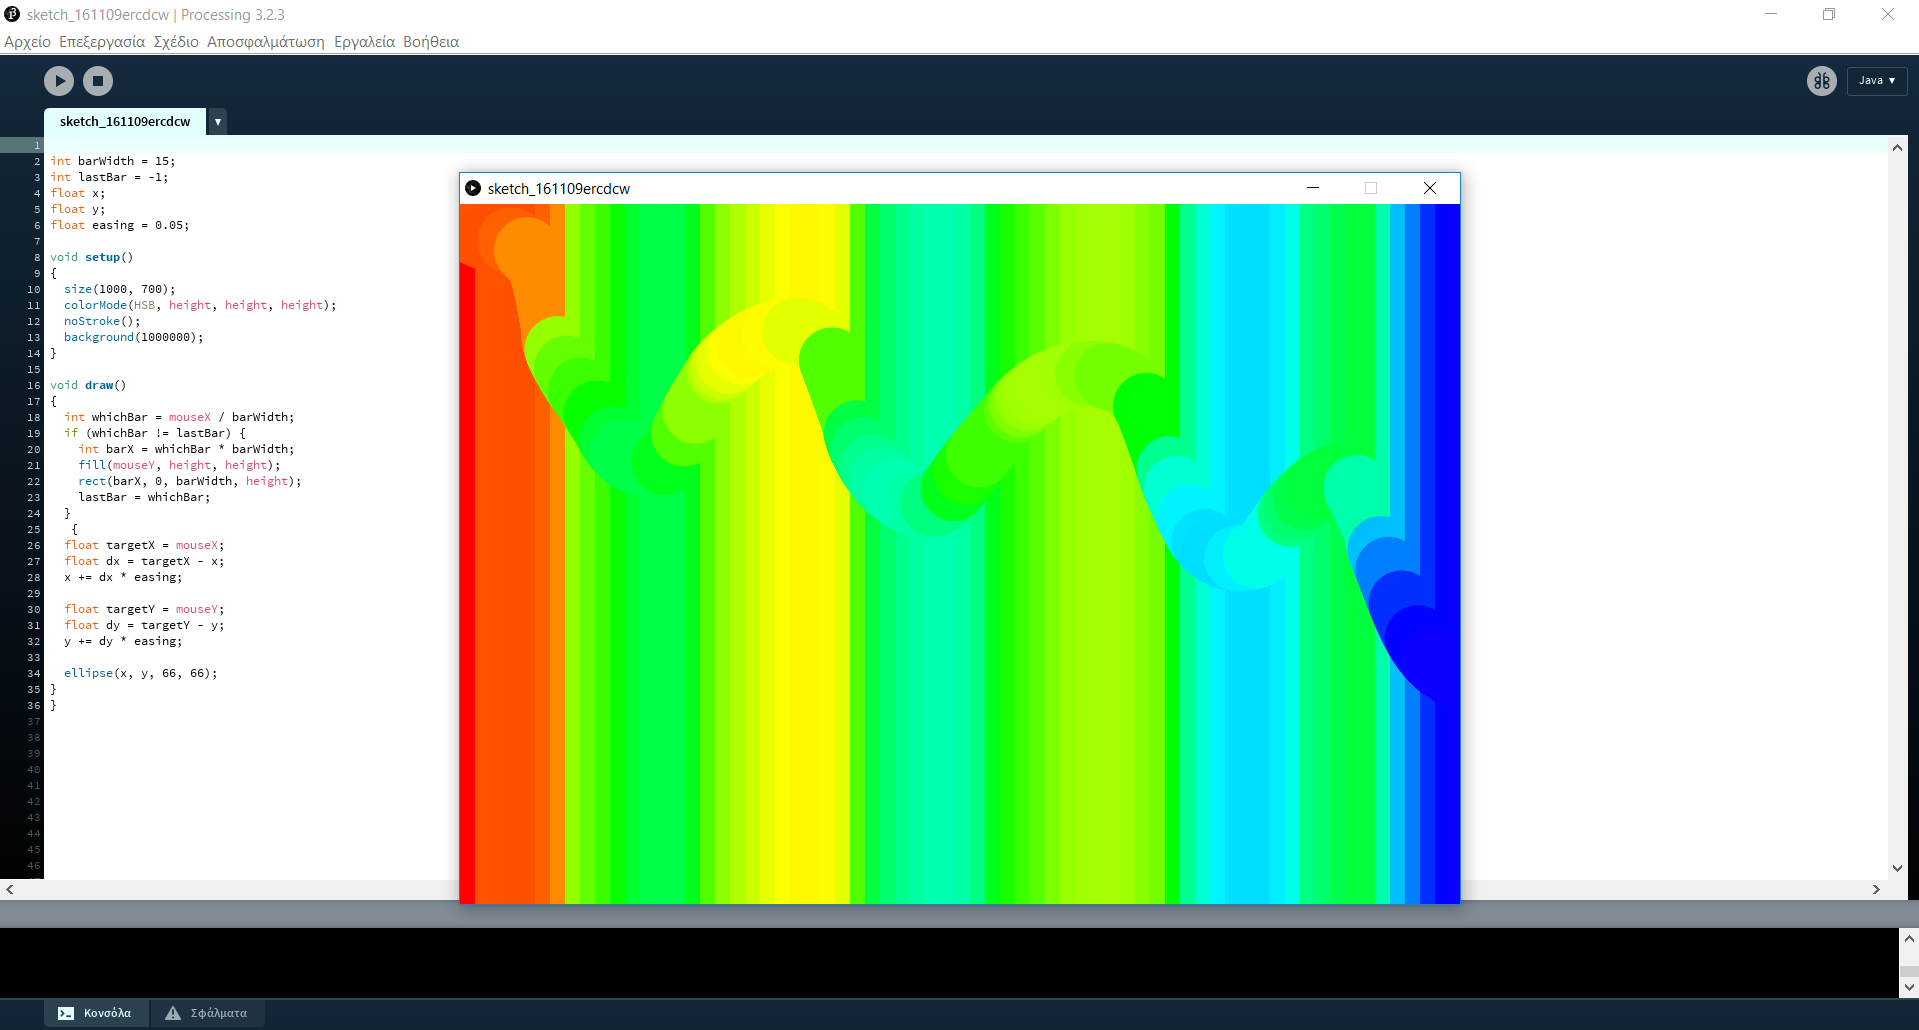 sketch_161109ercdcw | Processing 3.2.3
Αρχείο Επεξεργασία Σχέδιο Αποσφαλμάτωση Εργαλεία Βοήθεια
Java ▼
sketch_161109ercdcw ▼
1
2 int barWidth = 15;
3 int lastBar = -1;
4 float x;
5 float y;
6 float easing = 0.05;
7
8 void setup()
9 {
10   size(1000, 700);
11   colorMode(HSB, height, height, height);
12   noStroke();
13   background(1000000);
14 }
15
16 void draw()
17 {
18   int whichBar = mouseX / barWidth;
19   if (whichBar != lastBar) {
20     int barX = whichBar * barWidth;
21     fill(mouseY, height, height);
22     rect(barX, 0, barWidth, height);
23     lastBar = whichBar;
24   }
25    {
26   float targetX = mouseX;
27   float dx = targetX - x;
28   x += dx * easing;
29
30   float targetY = mouseY;
31   float dy = targetY - y;
32   y += dy * easing;
33
34   ellipse(x, y, 66, 66);
35 }
36 }
37
38
39
40
41
42
43
44
45
46
sketch_161109ercdcw
Κονσόλα
Σφάλματα